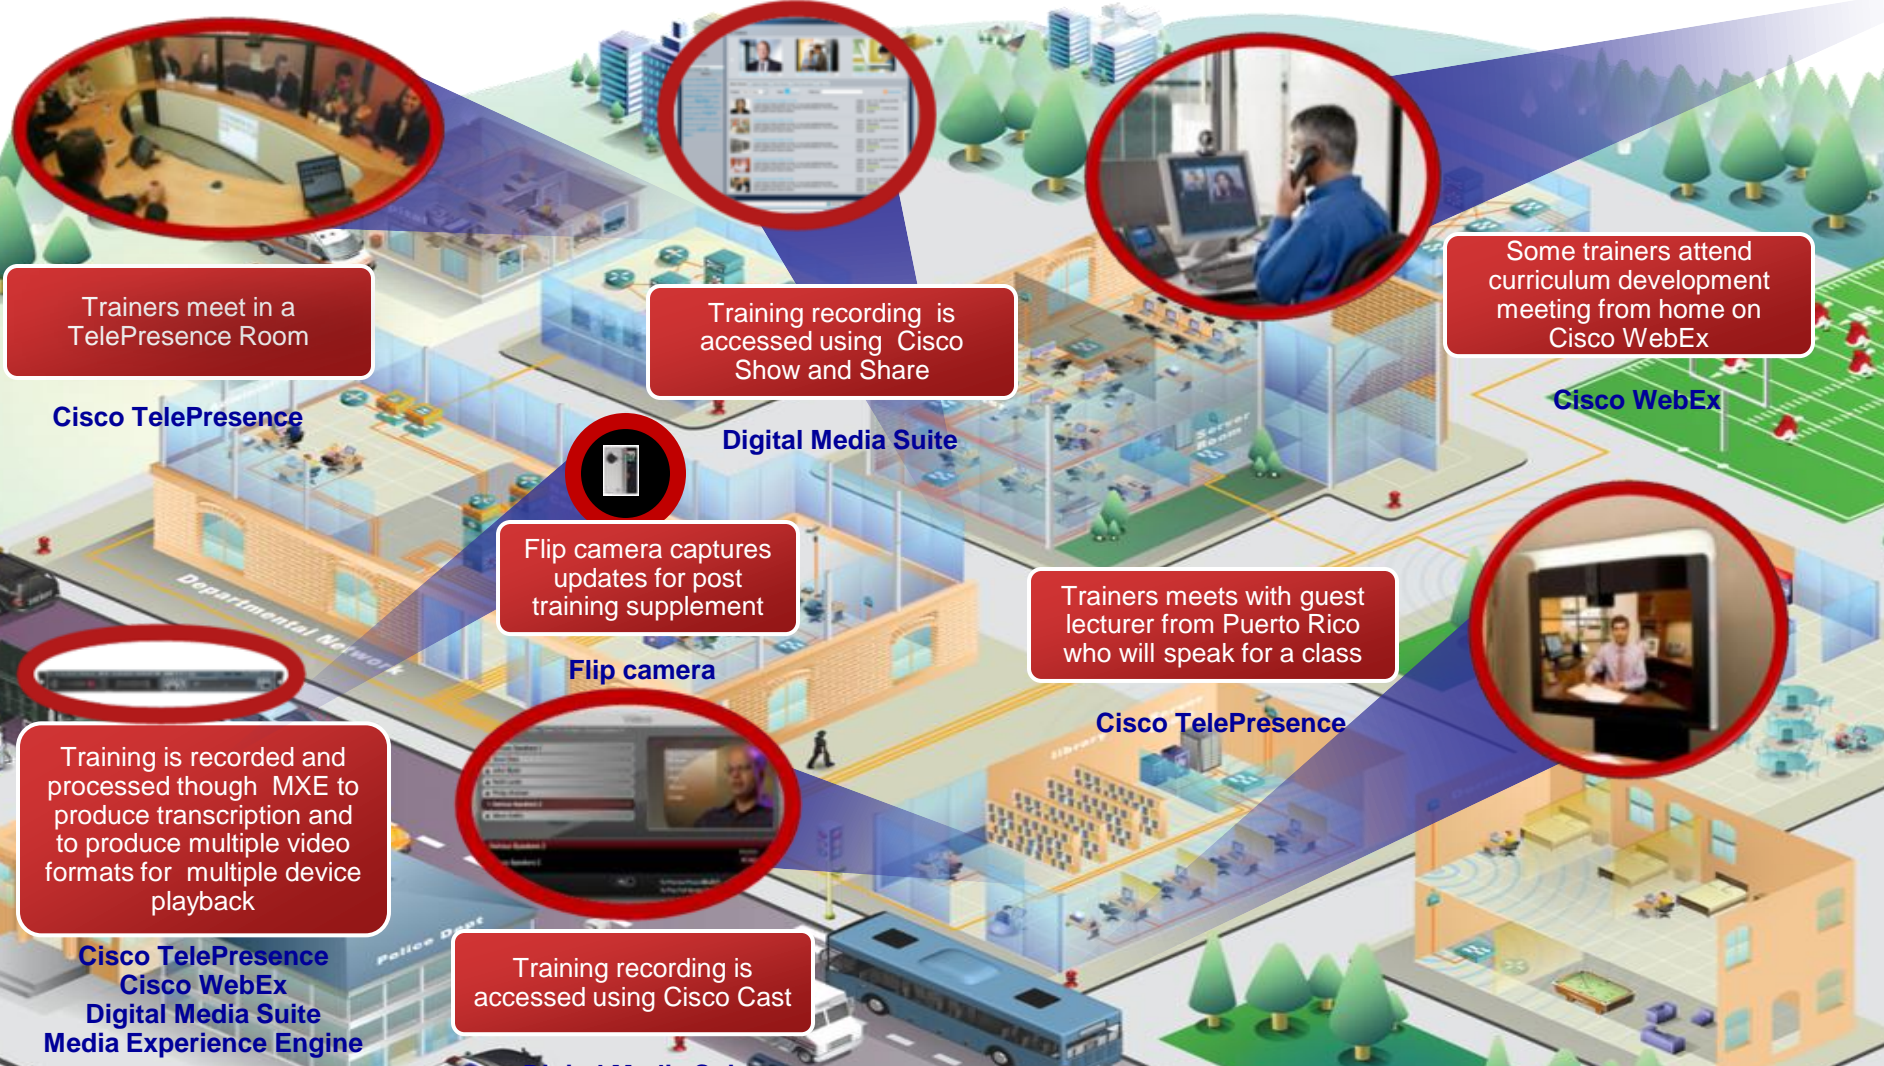 Trainers meet in a
TelePresence Room
Cisco TelePresence
Training recording is
accessed using Cisco
Show and Share
Digital Media Suite
Some trainers attend
curriculum development
meeting from home on
Cisco WebEx
Cisco WebEx
Server
Room
Flip camera captures
updates for post
training supplement
Flip camera
Departmental Network
Trainers meets with guest
lecturer from Puerto Rico
who will speak for a class
Cisco TelePresence
Training is recorded and
processed though MXE to
produce transcription and
to produce multiple video
formats for multiple device
playback
Cisco TelePresence
Cisco WebEx
Digital Media Suite
Media Experience Engine
Police Dept
Training recording is
accessed using Cisco Cast